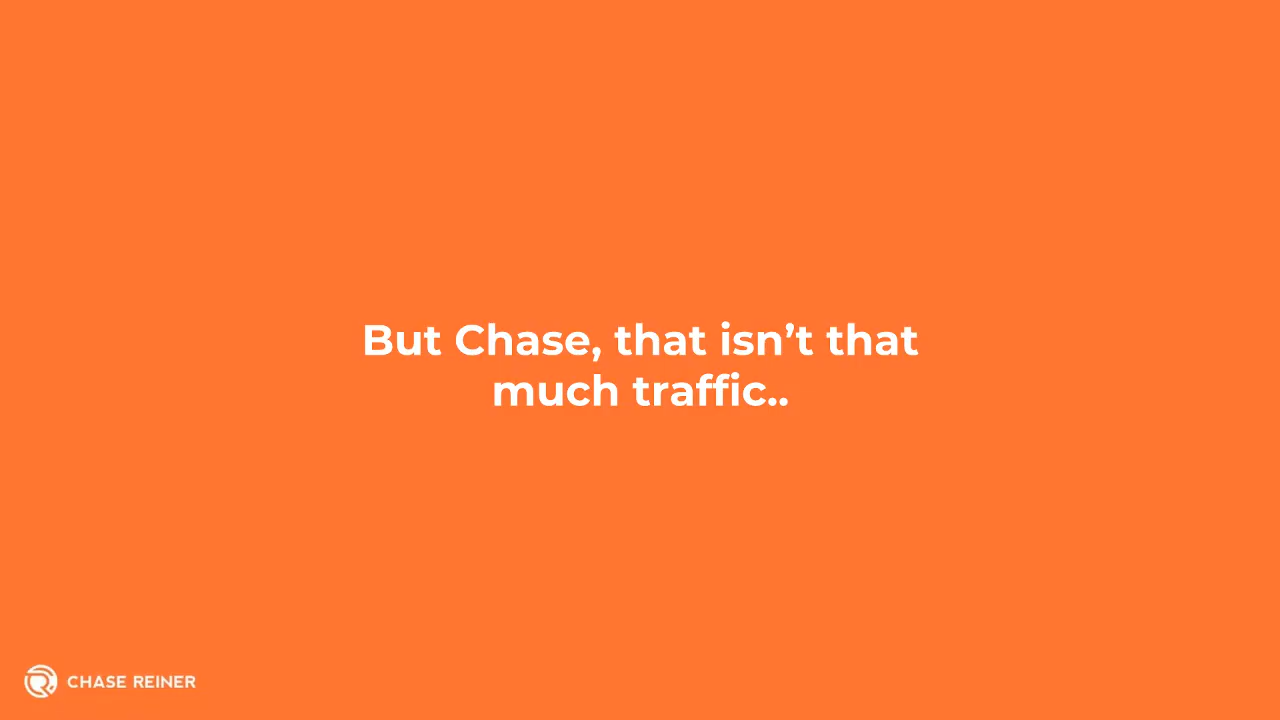 But Chase, that isn’t that
much traffic..
CHASE REINER